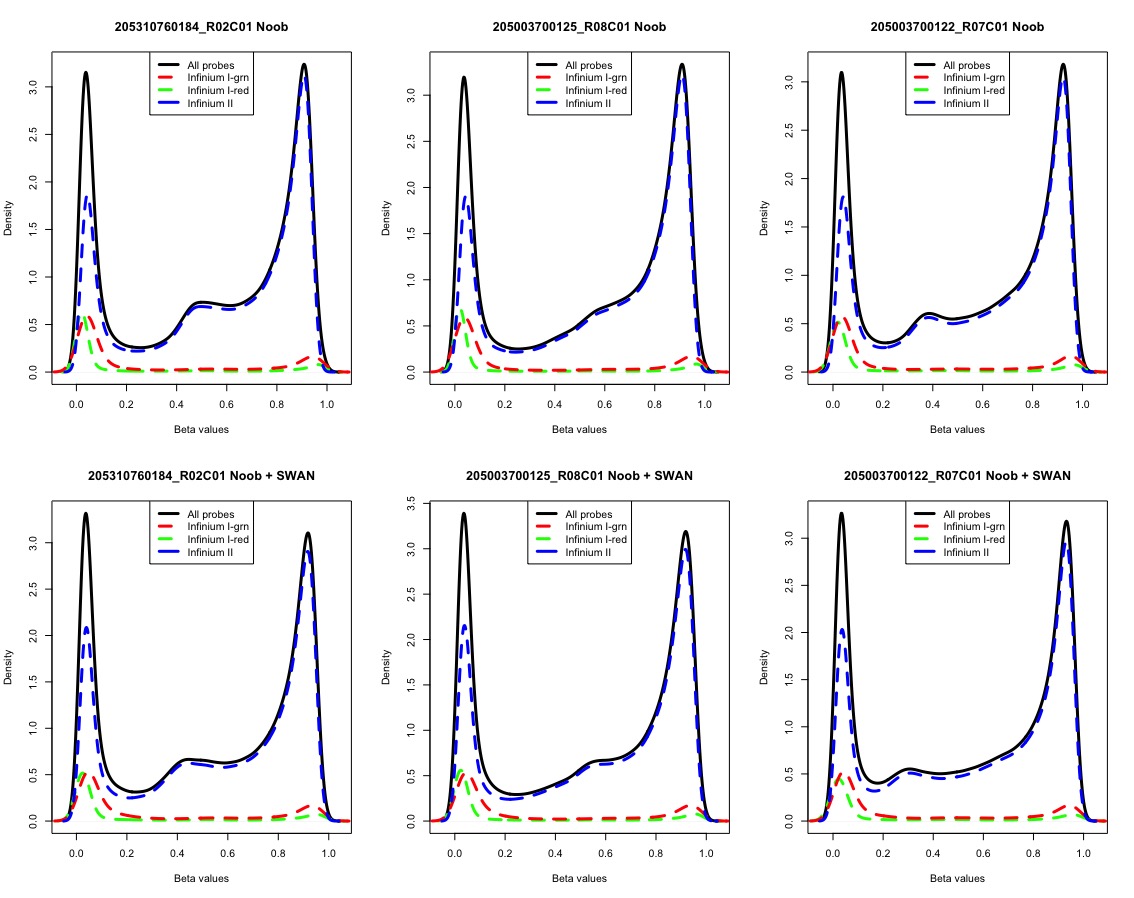 205310760184_R02C01 Noob
205003700125_R08C01 Noob
205003700122_R07C01 Noob
All probes
Infinium I-grn
Infinium I-red
Infinium II
All probes
Infinium I-grn
Infinium I-red
Infinium II
All probes
Infinium I-grn
Infinium I-red
Infinium II
Density
0.0 0.5 1.0 1.5 2.0 2.5 3.0
0.0 0.2 0.4 0.6 0.8 1.0
Beta values
Density
0.0 0.5 1.0 1.5 2.0 2.5 3.0
0.0 0.2 0.4 0.6 0.8 1.0
Beta values
Density
0.0 0.5 1.0 1.5 2.0 2.5 3.0
0.0 0.2 0.4 0.6 0.8 1.0
Beta values
205310760184_R02C01 Noob + SWAN
205003700125_R08C01 Noob + SWAN
205003700122_R07C01 Noob + SWAN
All probes
Infinium I-grn
Infinium I-red
Infinium II
All probes
Infinium I-grn
Infinium I-red
Infinium II
All probes
Infinium I-grn
Infinium I-red
Infinium II
Density
0.0 0.5 1.0 1.5 2.0 2.5 3.0
0.0 0.2 0.4 0.6 0.8 1.0
Beta values
Density
0.0 0.5 1.0 1.5 2.0 2.5 3.0 3.5
0.0 0.2 0.4 0.6 0.8 1.0
Beta values
Density
0.0 0.5 1.0 1.5 2.0 2.5 3.0
0.0 0.2 0.4 0.6 0.8 1.0
Beta values